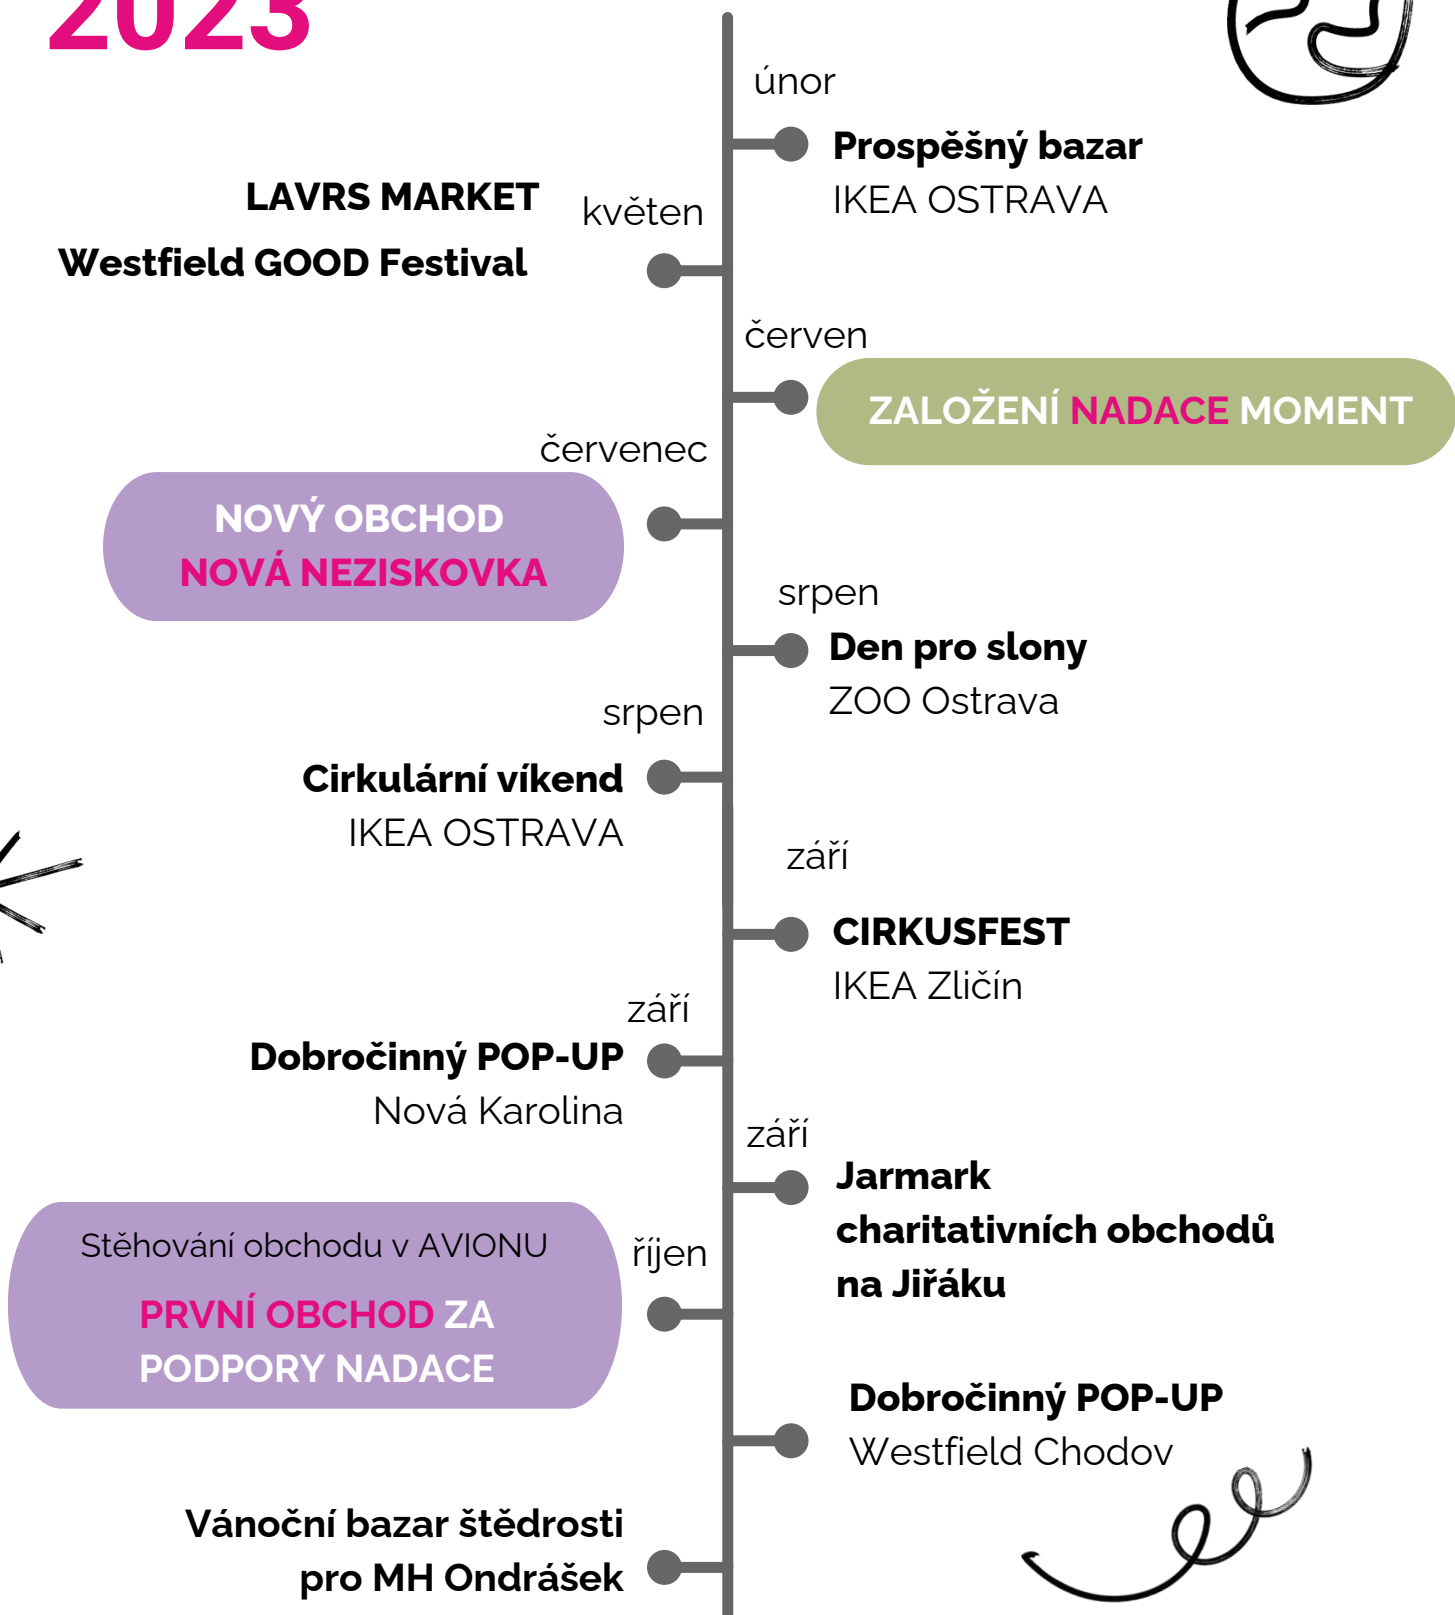 2023
únor
Prospěšný bazar
IKEA OSTRAVA
květen
LAVRS MARKET
Westfield GOOD Festival
červen
ZALOŽENÍ NADACE MOMENT
červenec
NOVÝ OBCHOD
NOVÁ NEZISKOVKA
srpen
Den pro slony
ZOO Ostrava
srpen
Cirkulární víkend
IKEA OSTRAVA
září
CIRKUSFEST
IKEA Zličín
září
Dobročinný POP-UP
Nová Karolina
září
Jarmark
charitativních obchodů
na Jiřáku
říjen
Stěhování obchodu v AVIONU
PRVNÍ OBCHOD ZA
PODPORY NADACE
Dobročinný POP-UP
Westfield Chodov
Vánoční bazar štědrosti
pro MH Ondrášek